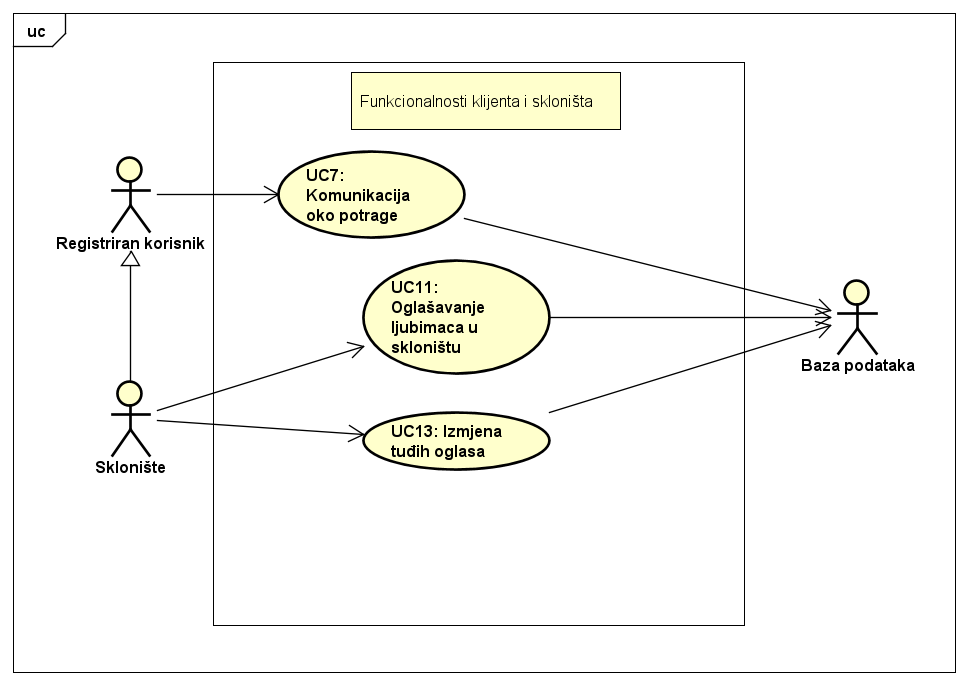 uc
Funkcionalnosti klijenta i skloništa
UC7:
Komunikacija
oko potrage
Registriran korisnik
UC11:
Oglašavanje
ljubimaca u
skloništu
Baza podataka
UC13: Izmjena
tuđih oglasa
Sklonište